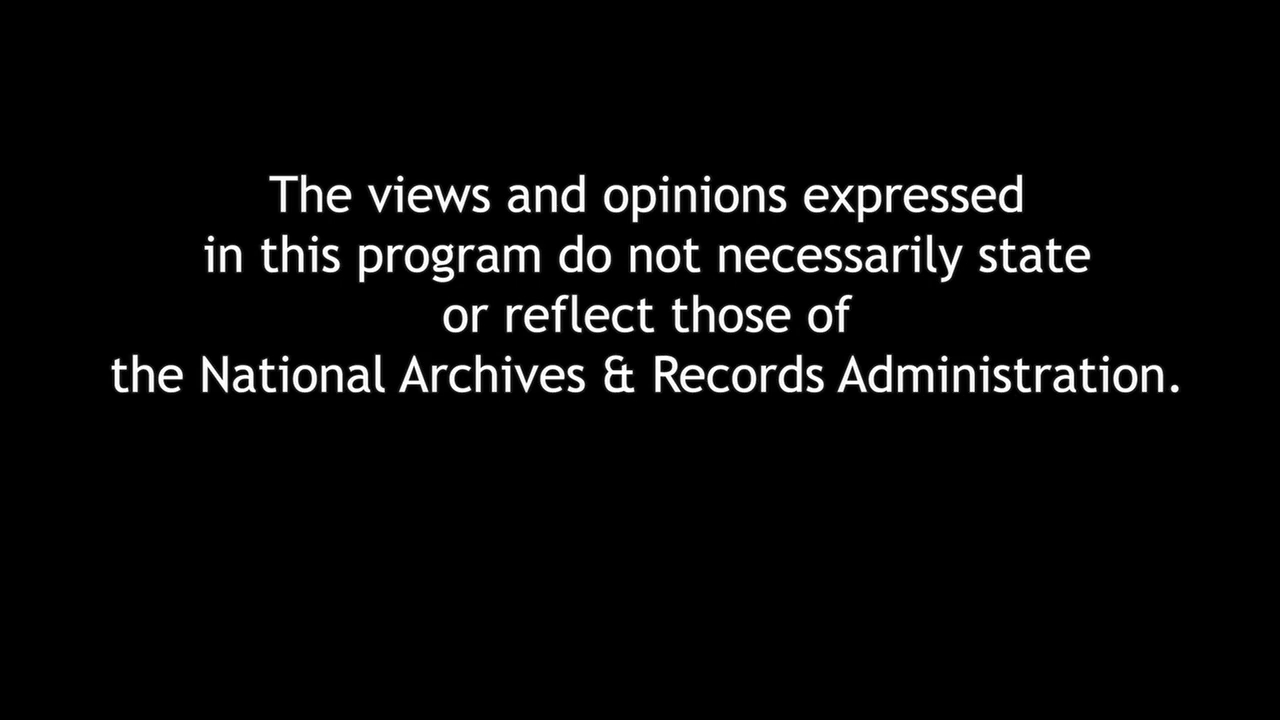 The views and opinions expressed
in this program do not necessarily state
or reflect those of
the National Archives & Records Administration.